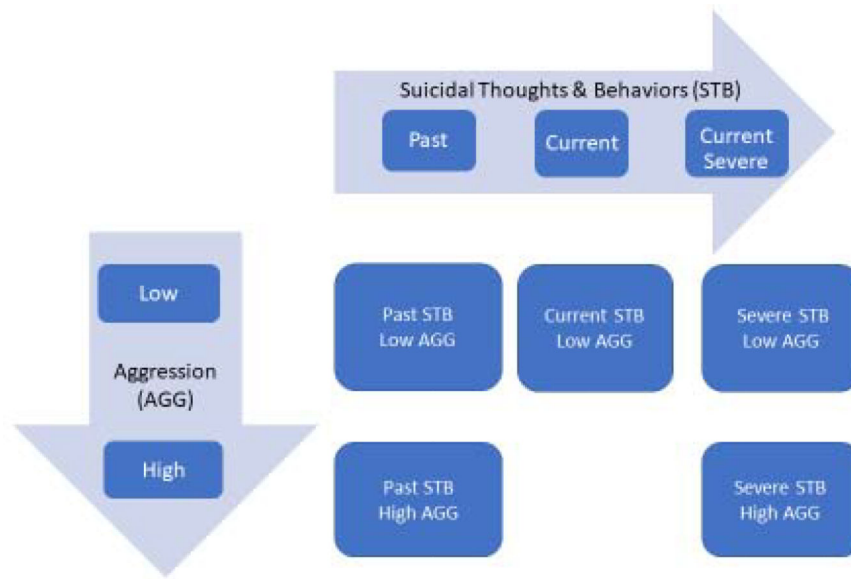 Suicidal Thoughts & Behaviors (STB)
Past
Current
Current
Severe
Low
Aggression
(AGG)
High
Past STB
Low AGG
Current STB
Low AGG
Severe STB
Low AGG
Past STB
High AGG
Severe STB
High AGG